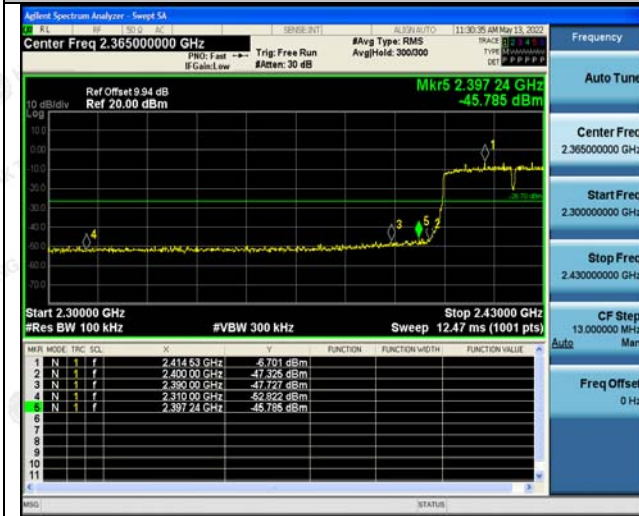 Agilent Spectrum Analyzer - Swept SA
RL RF 50 Ω AC SENSE:INT ALIGN AUTO 11:30:35 AM May 13, 2022
Center Freq 2.365000000 GHz
PNO: Fast
IFGain:Low
Trig: Free Run
#Atten: 30 dB
#Avg Type: RMS
Avg|Hold: 300/300
TRACE 1 2 3 4 5 6
TYPE
DET P P P P P P
Frequency
Ref Offset 9.94 dB
Ref 20.00 dBm
10 dB/div
Log
Mkr5 2.397 24 GHz
-45.785 dBm
10.0
0.00
-10.0
-20.0
-30.0
-40.0
-50.0
-60.0
-70.0
1
3
5
2
4
Start 2.30000 GHz
Stop 2.43000 GHz
#Res BW 100 kHz
#VBW 300 kHz
Sweep 12.47 ms (1001 pts)
MKR MODE TRC SCL X Y FUNCTION FUNCTION WIDTH FUNCTION VALUE
1 N 1 f 2.414 53 GHz -6.701 dBm
2 N 1 f 2.400 00 GHz -47.325 dBm
3 N 1 f 2.390 00 GHz -47.727 dBm
4 N 1 f 2.310 00 GHz -52.822 dBm
5 N 1 f 2.397 24 GHz -45.785 dBm
6
7
8
9
10
11
MSG
STATUS
Auto Tune
Center Freq
2.365000000 GHz
Start Freq
2.300000000 GHz
Stop Freq
2.430000000 GHz
CF Step
13.000000 MHz
Auto Man
Freq Offset
0 Hz